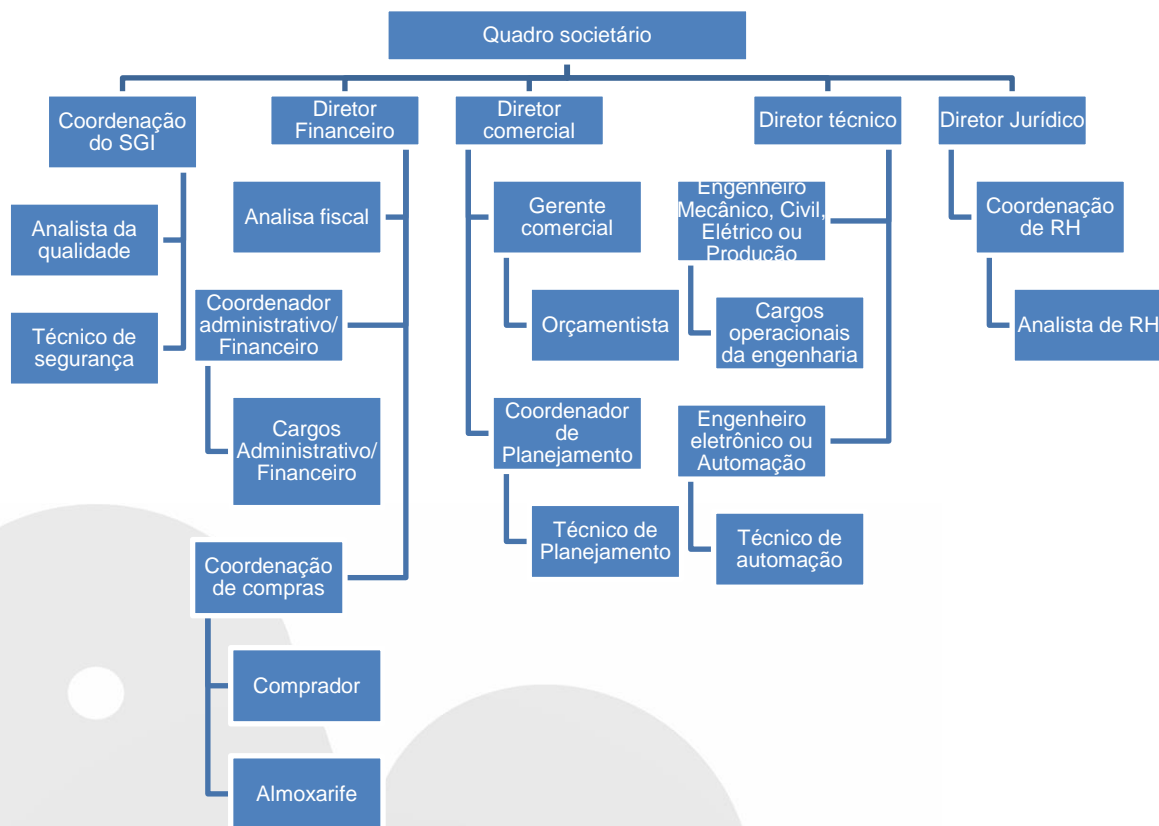 Quadro societário
Coordenação
do SGI
Diretor
Financeiro
Diretor
comercial
Diretor técnico
Diretor Jurídico
Analista da
qualidade
Técnico de
segurança
Analisa fiscal
Coordenador
administrativo/
Financeiro
Cargos
Administrativo/
Financeiro
Coordenação
de compras
Comprador
Almoxarife
Gerente
comercial
Orçamentista
Coordenador
de
Planejamento
Técnico de
Planejamento
Engenheiro
Mecânico, Civil,
Elétrico ou
Produção
Cargos
operacionais
da engenharia
Engenheiro
eletrônico ou
Automação
Técnico de
automação
Coordenação
de RH
Analista de RH